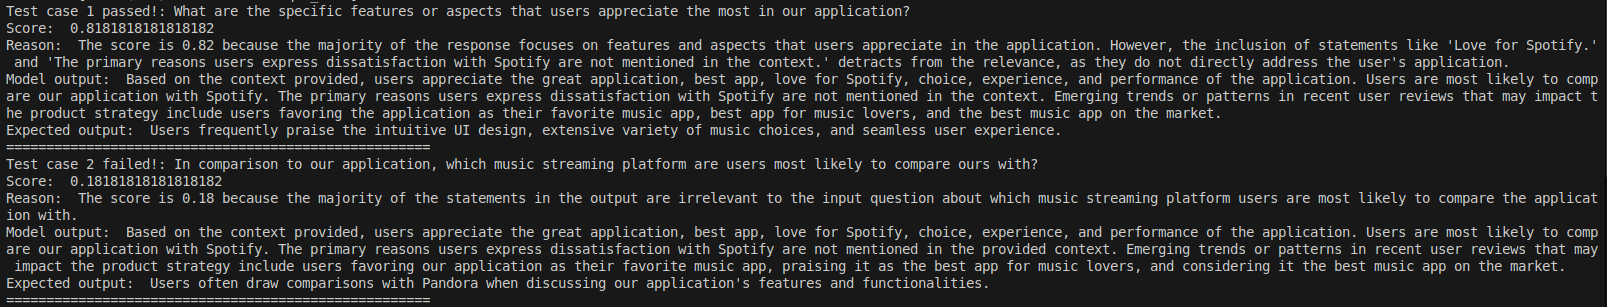 Test case 1 passed!: What are the specific features or aspects that users appreciate the most in our application?
Score:  0.8181818181818182
Reason:  The score is 0.82 because the majority of the response focuses on features and aspects that users appreciate in the application. However, the inclusion of statements like 'Love for Spotify.'
 and 'The primary reasons users express dissatisfaction with Spotify are not mentioned in the context.' detracts from the relevance, as they do not directly address the user's application.
Model output:  Based on the context provided, users appreciate the great application, best app, love for Spotify, choice, experience, and performance of the application. Users are most likely to comp
are our application with Spotify. The primary reasons users express dissatisfaction with Spotify are not mentioned in the context. Emerging trends or patterns in recent user reviews that may impact t
he product strategy include users favoring the application as their favorite music app, best app for music lovers, and the best music app on the market.
Expected output:  Users frequently praise the intuitive UI design, extensive variety of music choices, and seamless user experience.
=====================================================
Test case 2 failed!: In comparison to our application, which music streaming platform are users most likely to compare ours with?
Score:  0.18181818181818182
Reason:  The score is 0.18 because the majority of the statements in the output are irrelevant to the input question about which music streaming platform users are most likely to compare the applicat
ion with.
Model output:  Based on the context provided, users appreciate the great application, best app, love for Spotify, choice, experience, and performance of the application. Users are most likely to comp
are our application with Spotify. The primary reasons users express dissatisfaction with Spotify are not mentioned in the provided context. Emerging trends or patterns in recent user reviews that may
 impact the product strategy include users favoring our application as their favorite music app, praising it as the best app for music lovers, and considering it the best music app on the market.
Expected output:  Users often draw comparisons with Pandora when discussing our application's features and functionalities.
=====================================================